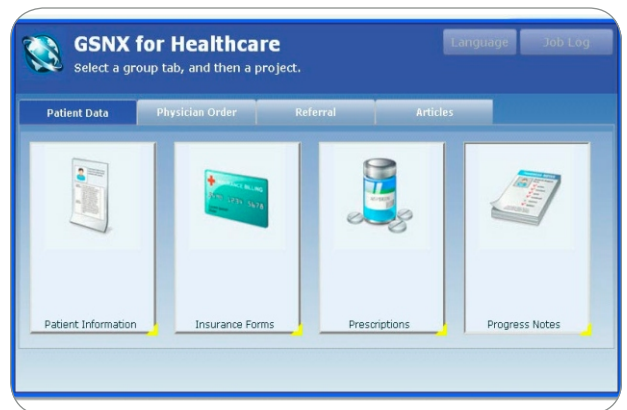 GSNX for Healthcare
Language
Job Log
Select a group tab, and then a project.
Patient Data
Physician Order
Referral
Articles
Patient Information
Insurance Forms
Prescriptions
Progress Notes